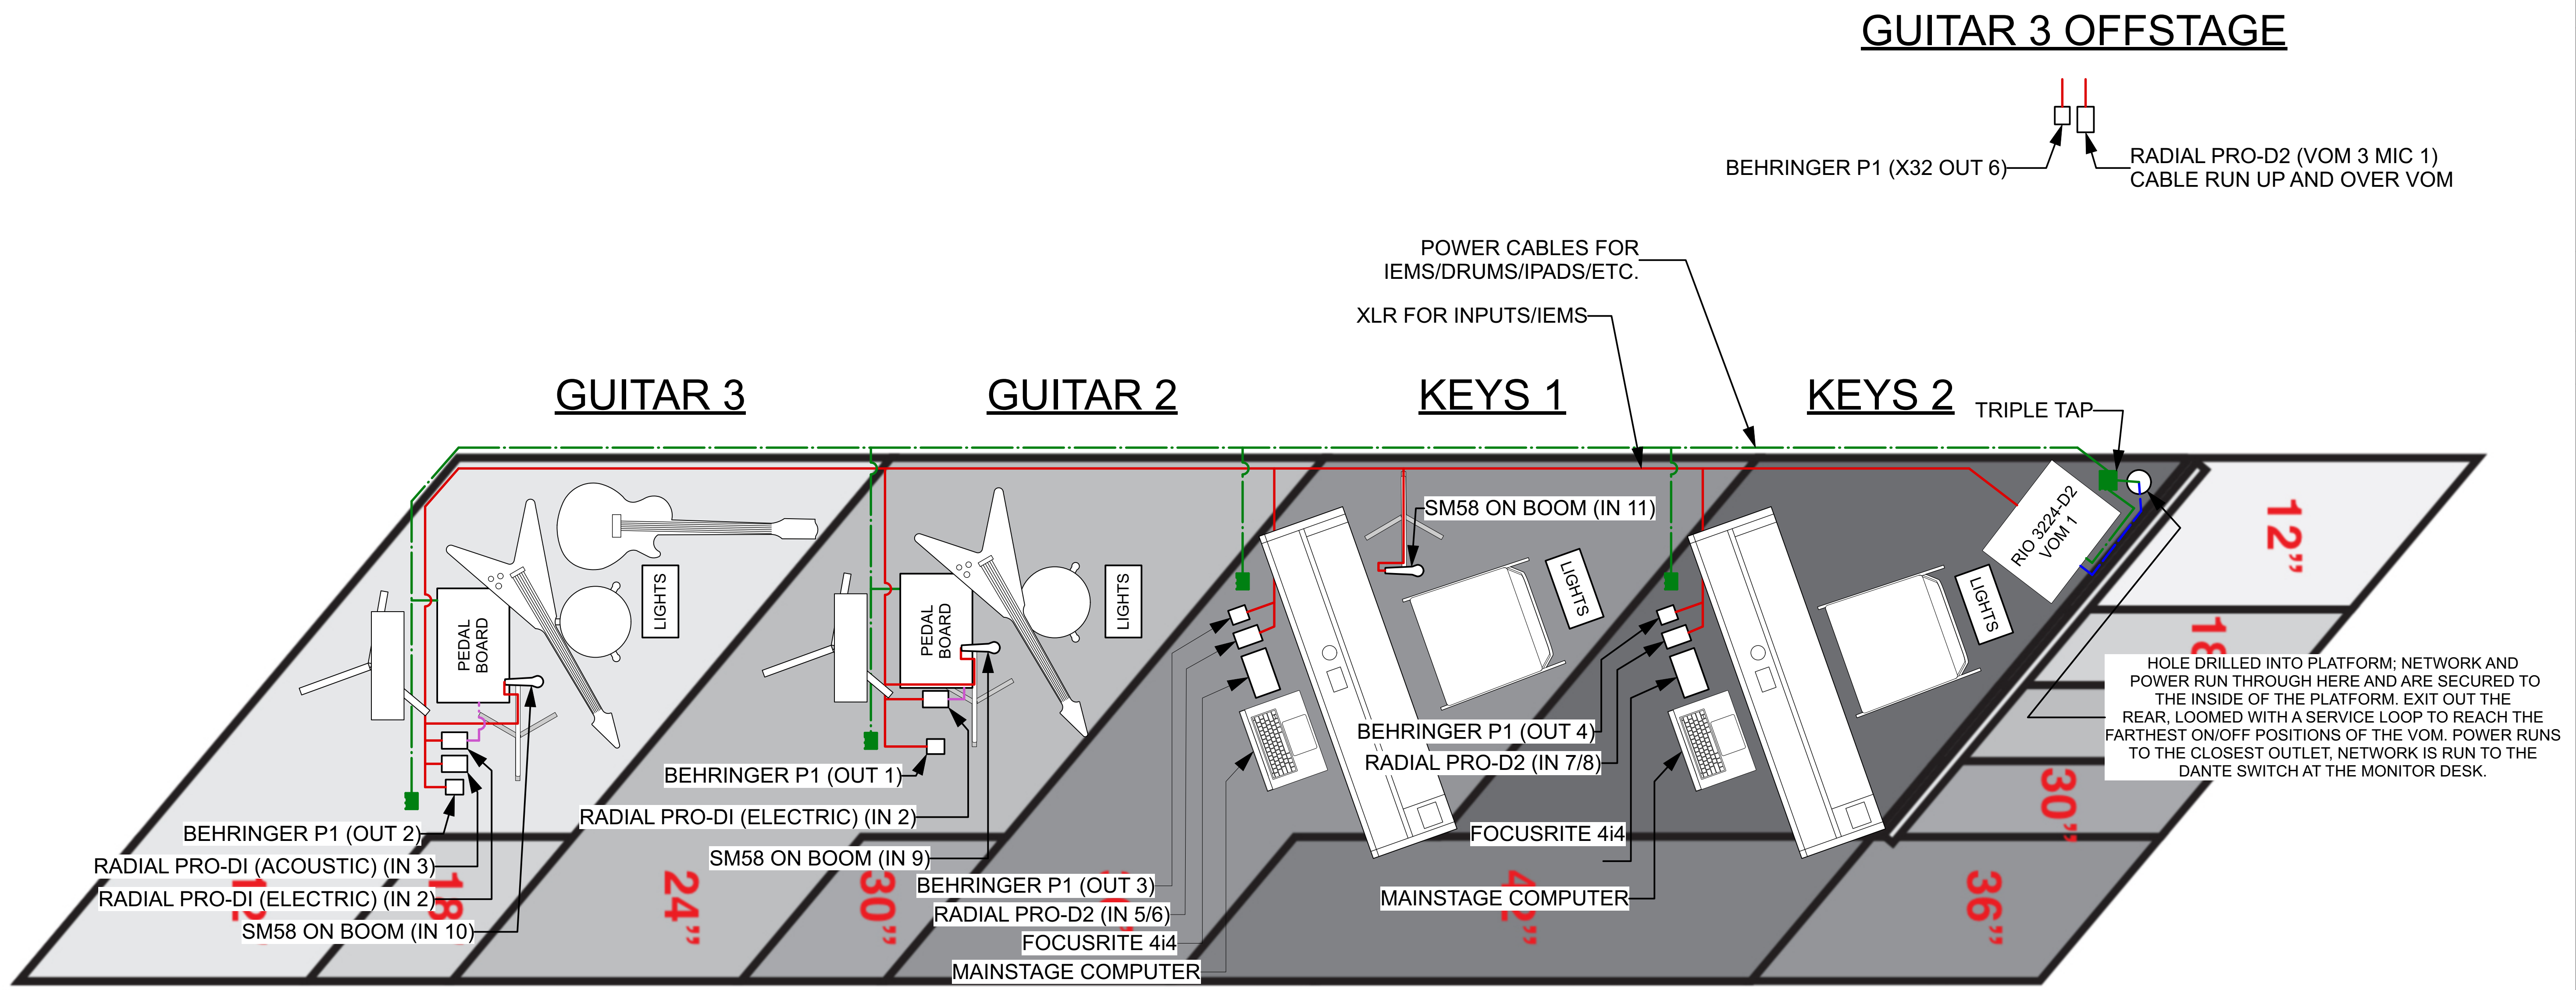 GUITAR 3 OFFSTAGE
BEHRINGER P1 (X32 OUT 6)
RADIAL PRO-D2 (VOM 3 MIC 1)
CABLE RUN UP AND OVER VOM
POWER CABLES FOR
IEMS/DRUMS/IPADS/ETC.
XLR FOR INPUTS/IEMS
GUITAR 3
GUITAR 2
KEYS 1
KEYS 2
TRIPLE TAP
SM58 ON BOOM (IN 11)
RIO 3224-D2
VOM 1
12”
LIGHTS
LIGHTS
LIGHTS
LIGHTS
PEDAL
BOARD
PEDAL
BOARD
18
HOLE DRILLED INTO PLATFORM; NETWORK AND
POWER RUN THROUGH HERE AND ARE SECURED TO
THE INSIDE OF THE PLATFORM. EXIT OUT THE
REAR, LOOMED WITH A SERVICE LOOP TO REACH THE
FARTHEST ON/OFF POSITIONS OF THE VOM. POWER RUNS
TO THE CLOSEST OUTLET, NETWORK IS RUN TO THE
DANTE SWITCH AT THE MONITOR DESK.
30”
BEHRINGER P1 (OUT 4)
RADIAL PRO-D2 (IN 7/8)
FOCUSRITE 4i4
MAINSTAGE COMPUTER
BEHRINGER P1 (OUT 1)
RADIAL PRO-DI (ELECTRIC) (IN 2)
SM58 ON BOOM (IN 9)
BEHRINGER P1 (OUT 2)
RADIAL PRO-DI (ACOUSTIC) (IN 3)
RADIAL PRO-DI (ELECTRIC) (IN 2)
SM58 ON BOOM (IN 10)
BEHRINGER P1 (OUT 3)
RADIAL PRO-D2 (IN 5/6)
FOCUSRITE 4i4
MAINSTAGE COMPUTER
18”
24”
30”
42”
36”